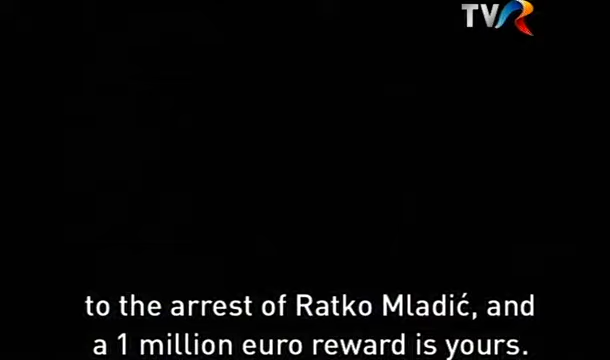 TVR
to the arrest of Ratko Mladić, and
a 1 million euro reward is yours.